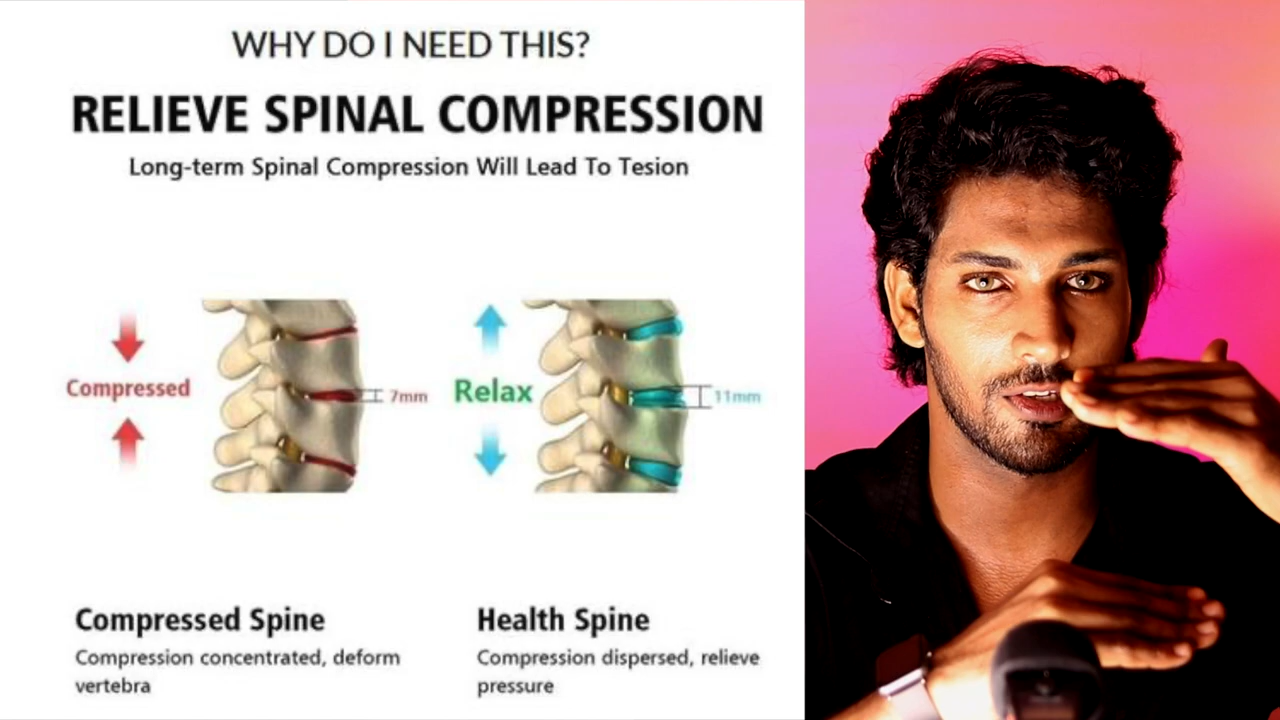 WHY DO I NEED THIS?
RELIEVE SPINAL COMPRESSION
Long-term Spinal Compression Will Lead To Tesion
Compressed
7mm
Relax
11mm
Compressed Spine
Compression concentrated, deform
vertebra
Health Spine
Compression dispersed, relieve
pressure